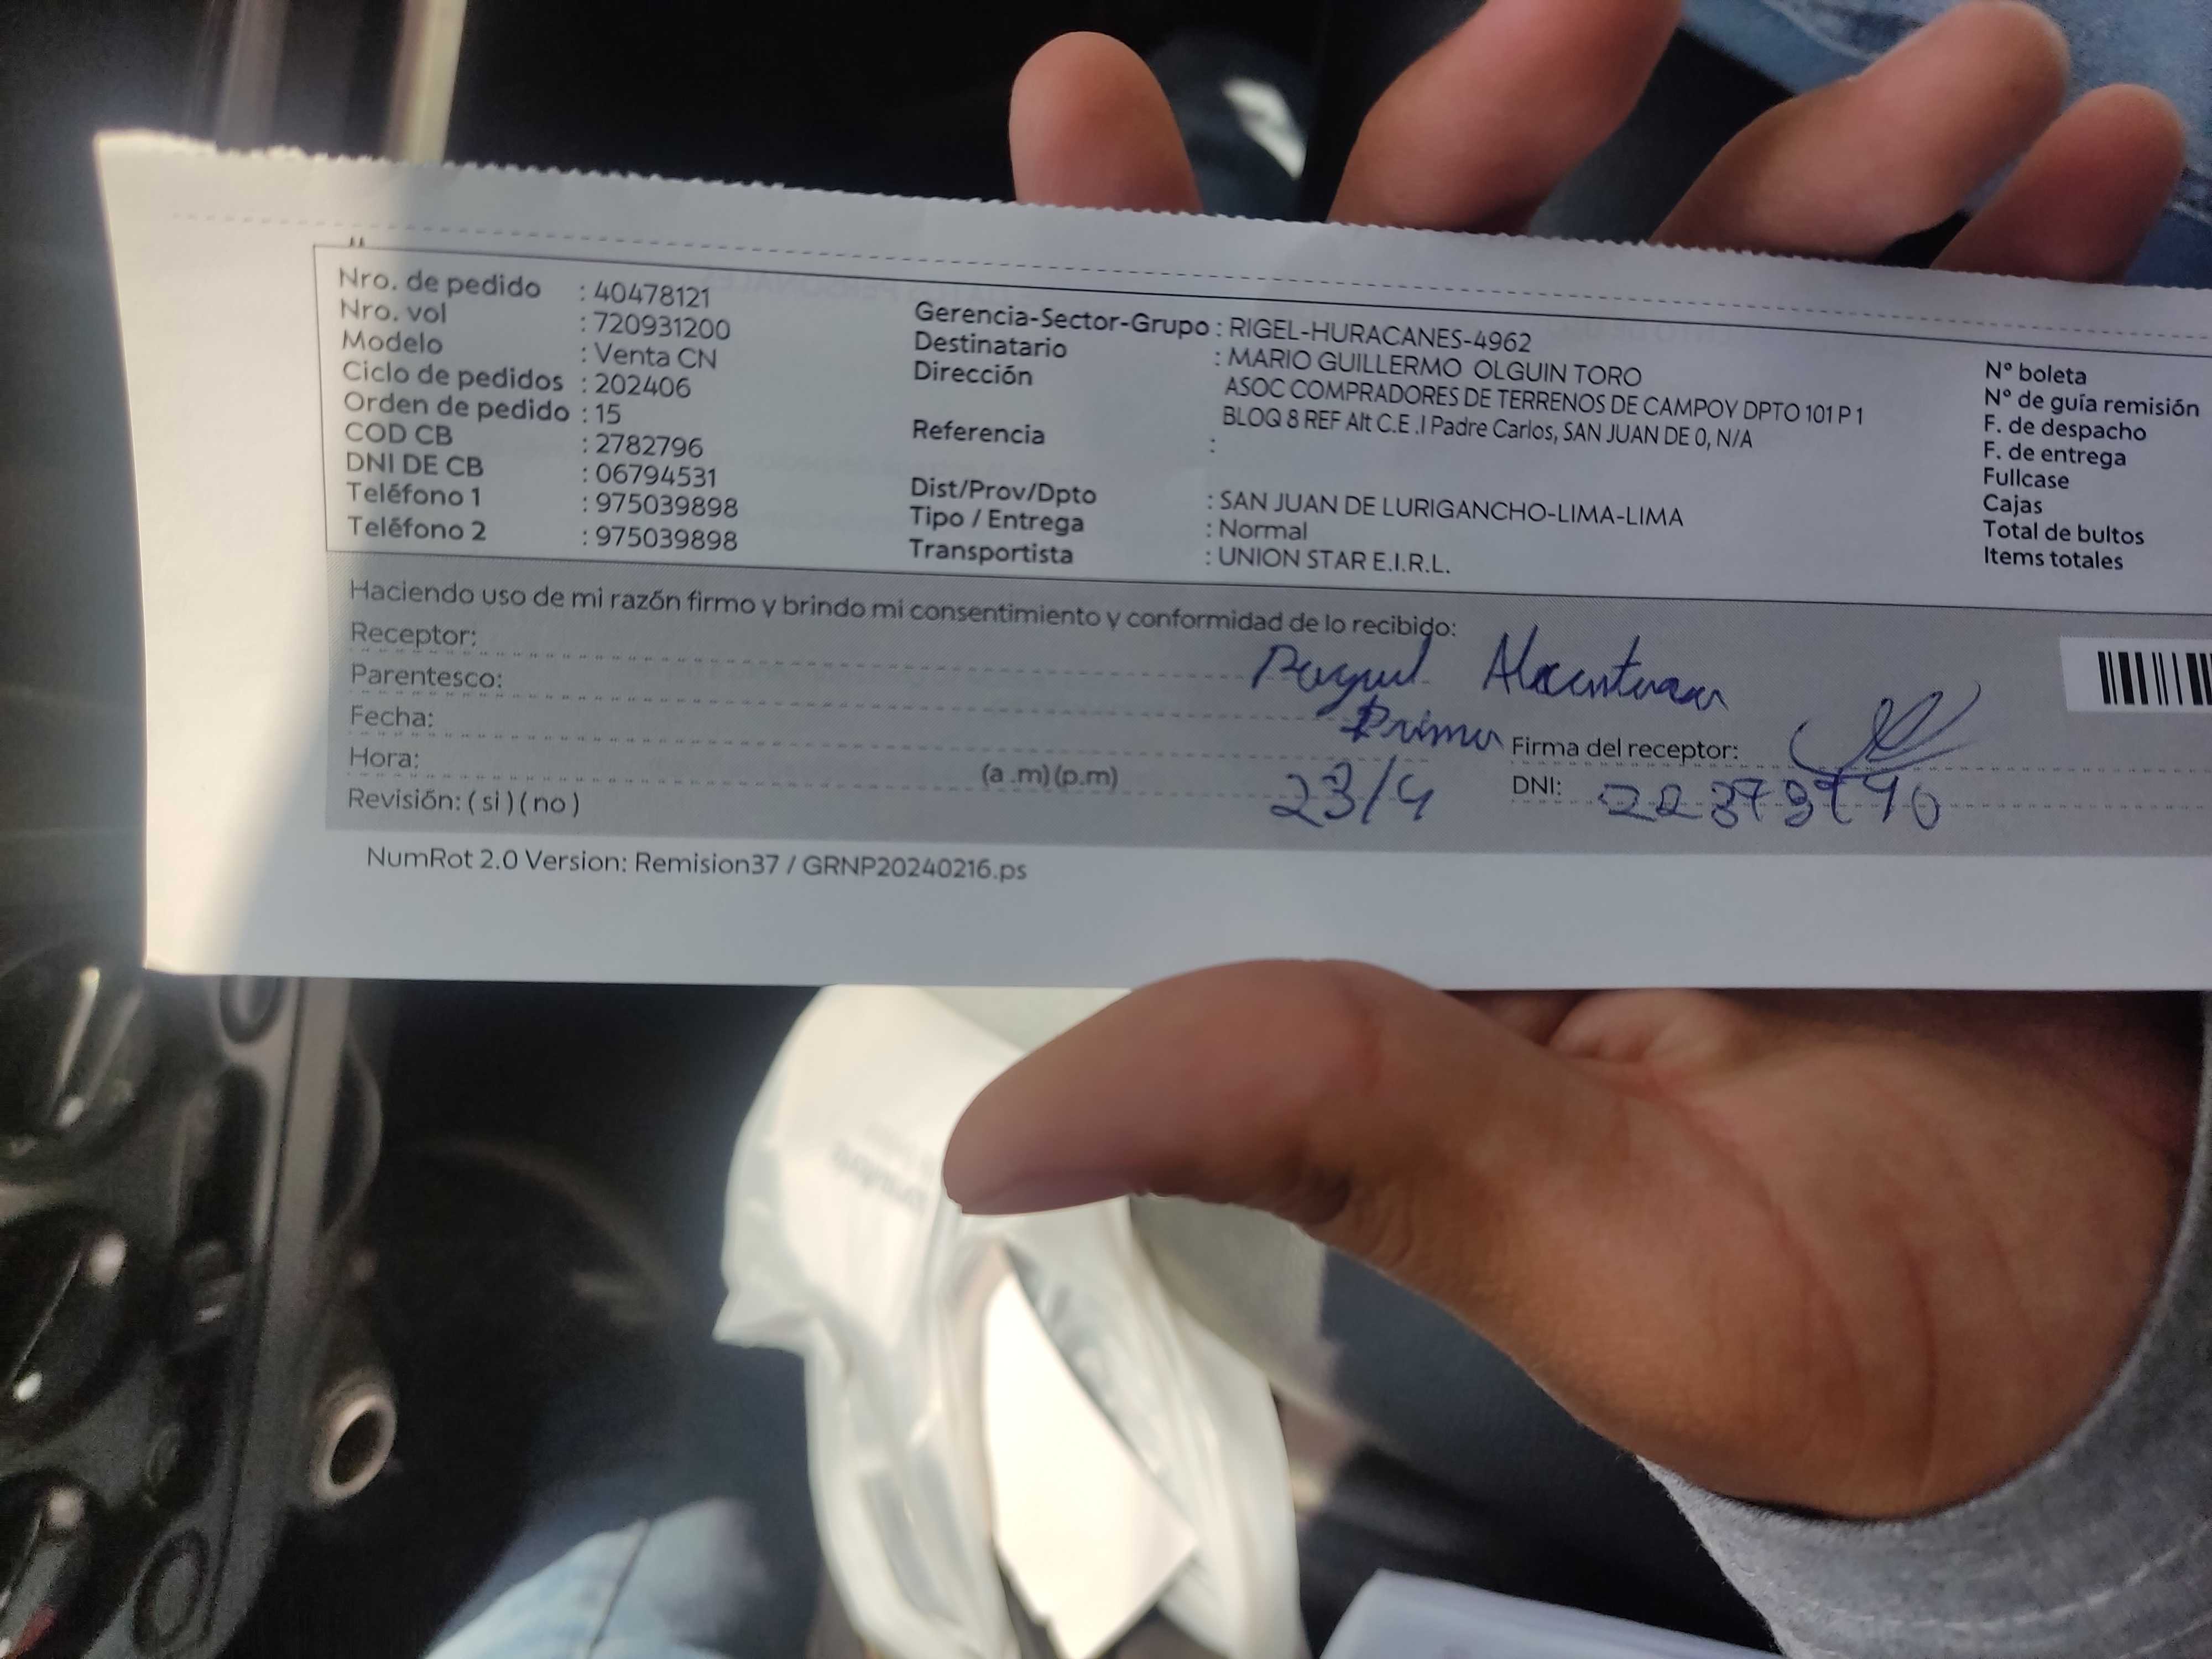 Nro. de pedido : 40478121
Nro. vol : 720931200
Modelo : Venta CN
Ciclo de pedidos : 202406
Orden de pedido : 15
COD CB : 2782796
DNI DE CB : 06794531
Teléfono 1 : 975039898
Teléfono 2 : 975039898
Gerencia-Sector-Grupo : RIGEL-HURACANES-4962
Destinatario : MARIO GUILLERMO OLGUIN TORO
Dirección ASOC COMPRADORES DE TERRENOS DE CAMPOY DPTO 101 P 1
BLOQ 8 REF Alt C.E .I Padre Carlos, SAN JUAN DE 0, N/A
Referencia :
Dist/Prov/Dpto : SAN JUAN DE LURIGANCHO-LIMA-LIMA
Tipo / Entrega : Normal
Transportista : UNION STAR E.I.R.L.
N° boleta
N° de guía remisión
F. de despacho
F. de entrega
Fullcase
Cajas
Total de bultos
Items totales
Haciendo uso de mi razón firmo y brindo mi consentimiento y conformidad de lo recibido:
Receptor:
Parentesco:
Fecha:
Hora: (a .m) (p.m) 23/4
Revisión: ( si ) ( no )
Firma del receptor:
DNI:
NumRot 2.0 Version: Remision37 / GRNP20240216.ps